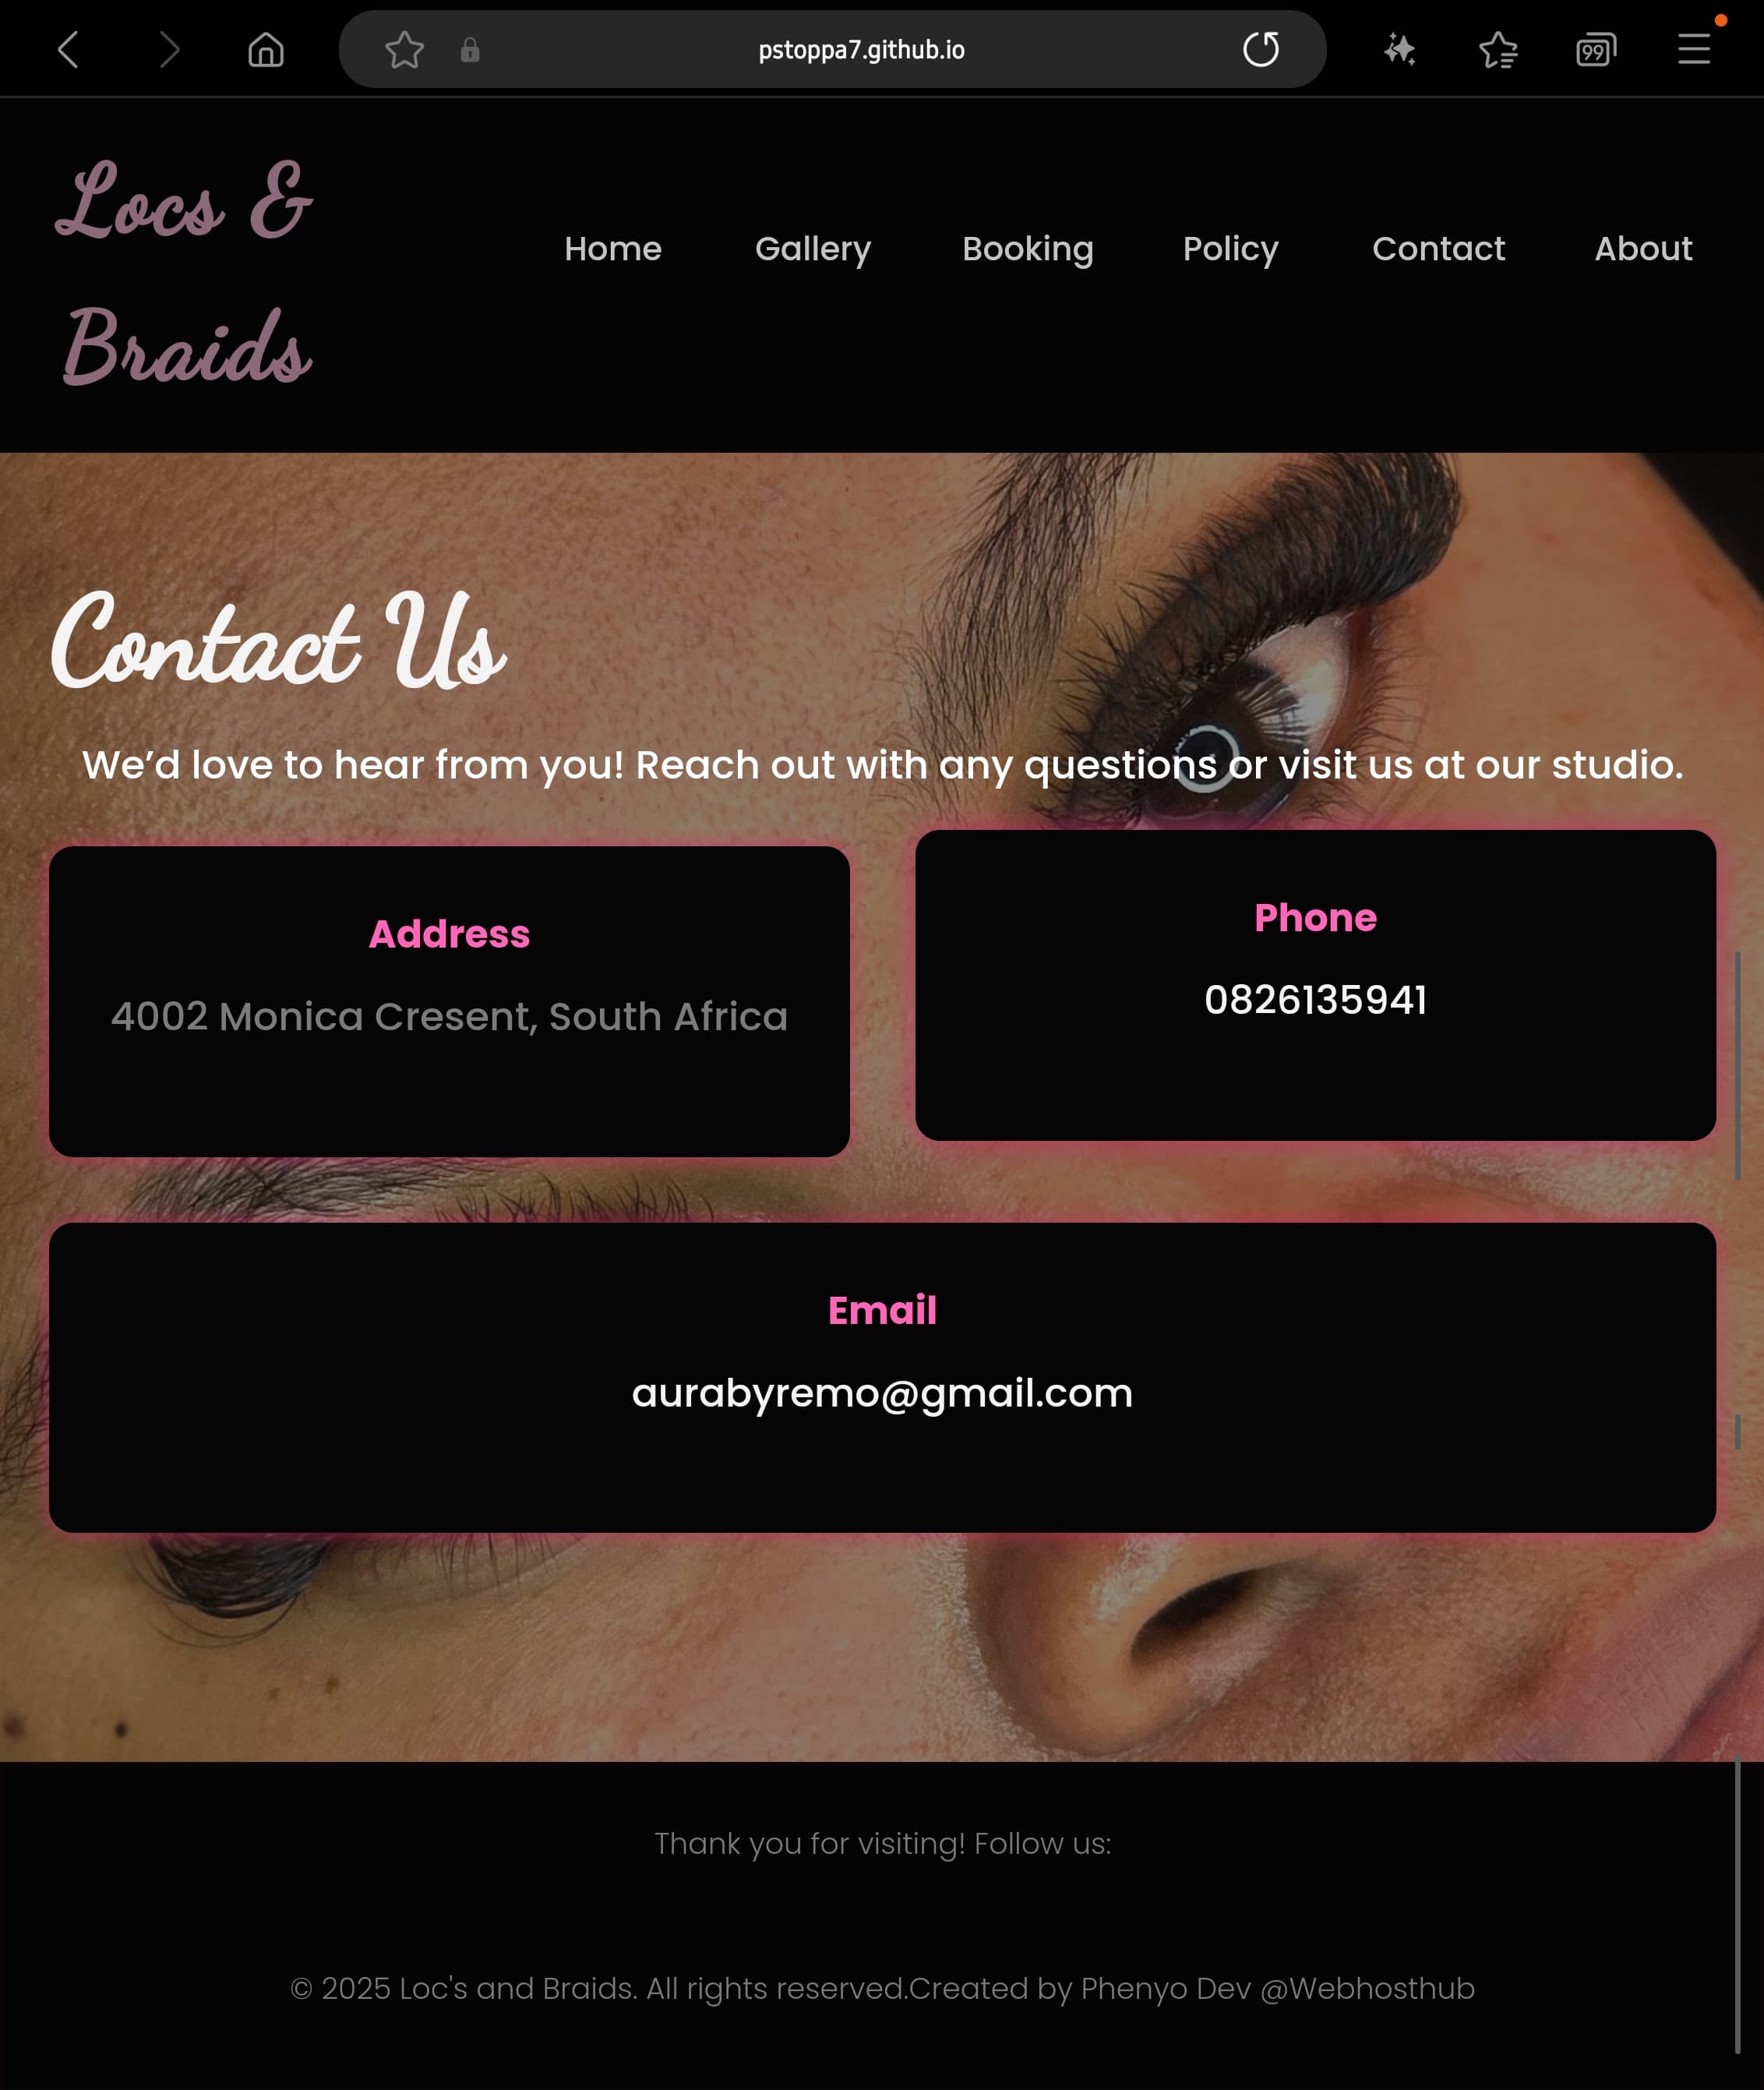 pstoppa7.github.io
99
Locs &
Braids
Home Gallery Booking Policy Contact About
Contact Us
We’d love to hear from you! Reach out with any questions or visit us at our studio.
Address
4002 Monica Cresent, South Africa
Phone
0826135941
Email
aurabyremo@gmail.com
Thank you for visiting! Follow us:
© 2025 Loc's and Braids. All rights reserved.Created by Phenyo Dev @Webhosthub